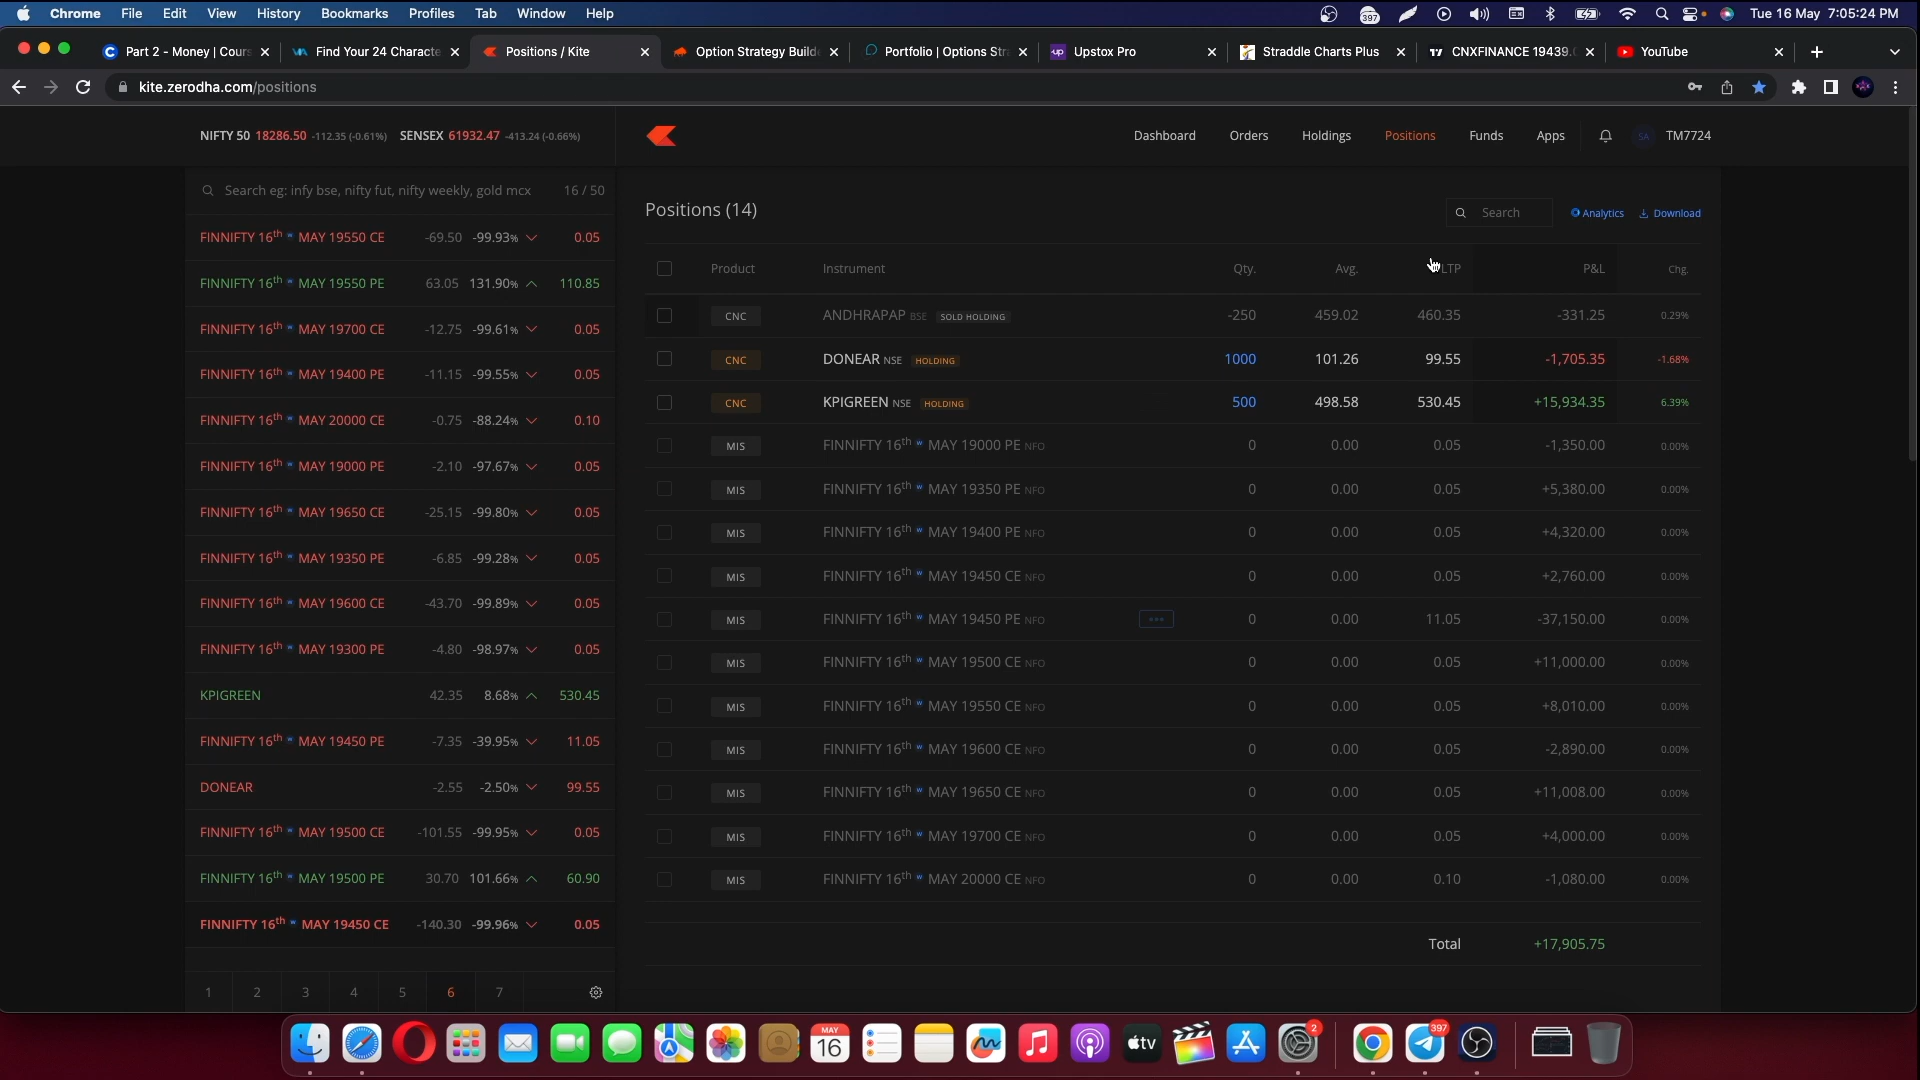 Chrome File Edit View History Bookmarks Profiles Tab Window Help 397 Tue 16 May 7:05:24 PM
Part 2 - Money | Cours Find Your 24 Characte Positions / Kite Option Strategy Builde Portfolio | Options Str Upstox Pro Straddle Charts Plus CNXFINANCE 19439. YouTube
kite.zerodha.com/positions
NIFTY 50 18286.50 -112.35 (-0.61%) SENSEX 61932.47 -413.24 (-0.66%)
Dashboard Orders Holdings Positions Funds Apps SA TM7724
Search eg: infy bse, nifty fut, nifty weekly, gold mcx 16 / 50
FINNIFTY 16th w MAY 19550 CE -69.50 -99.93% 0.05
FINNIFTY 16th w MAY 19550 PE 63.05 131.90% 110.85
FINNIFTY 16th w MAY 19700 CE -12.75 -99.61% 0.05
FINNIFTY 16th w MAY 19400 PE -11.15 -99.55% 0.05
FINNIFTY 16th w MAY 20000 CE -0.75 -88.24% 0.10
FINNIFTY 16th w MAY 19000 PE -2.10 -97.67% 0.05
FINNIFTY 16th w MAY 19650 CE -25.15 -99.80% 0.05
FINNIFTY 16th w MAY 19350 PE -6.85 -99.28% 0.05
FINNIFTY 16th w MAY 19600 CE -43.70 -99.89% 0.05
FINNIFTY 16th w MAY 19300 PE -4.80 -98.97% 0.05
KPIGREEN 42.35 8.68% 530.45
FINNIFTY 16th w MAY 19450 PE -7.35 -39.95% 11.05
DONEAR -2.55 -2.50% 99.55
FINNIFTY 16th w MAY 19500 CE -101.55 -99.95% 0.05
FINNIFTY 16th w MAY 19500 PE 30.70 101.66% 60.90
FINNIFTY 16th w MAY 19450 CE -140.30 -99.96% 0.05
1 2 3 4 5 6 7
Positions (14)
Search Analytics Download
Product Instrument Qty. Avg. LTP P&L Chg.
CNC ANDHRAPAP BSE SOLD HOLDING -250 459.02 460.35 -331.25 0.29%
CNC DONEAR NSE HOLDING 1000 101.26 99.55 -1,705.35 -1.68%
CNC KPIGREEN NSE HOLDING 500 498.58 530.45 +15,934.35 6.39%
MIS FINNIFTY 16th w MAY 19000 PE NFO 0 0.00 0.05 -1,350.00 0.00%
MIS FINNIFTY 16th w MAY 19350 PE NFO 0 0.00 0.05 +5,380.00 0.00%
MIS FINNIFTY 16th w MAY 19400 PE NFO 0 0.00 0.05 +4,320.00 0.00%
MIS FINNIFTY 16th w MAY 19450 CE NFO 0 0.00 0.05 +2,760.00 0.00%
MIS FINNIFTY 16th w MAY 19450 PE NFO 0 0.00 11.05 -37,150.00 0.00%
MIS FINNIFTY 16th w MAY 19500 CE NFO 0 0.00 0.05 +11,000.00 0.00%
MIS FINNIFTY 16th w MAY 19550 CE NFO 0 0.00 0.05 +8,010.00 0.00%
MIS FINNIFTY 16th w MAY 19600 CE NFO 0 0.00 0.05 -2,890.00 0.00%
MIS FINNIFTY 16th w MAY 19650 CE NFO 0 0.00 0.05 +11,008.00 0.00%
MIS FINNIFTY 16th w MAY 19700 CE NFO 0 0.00 0.05 +4,000.00 0.00%
MIS FINNIFTY 16th w MAY 20000 CE NFO 0 0.00 0.10 -1,080.00 0.00%
Total +17,905.75
MAY 16 tv 2 397